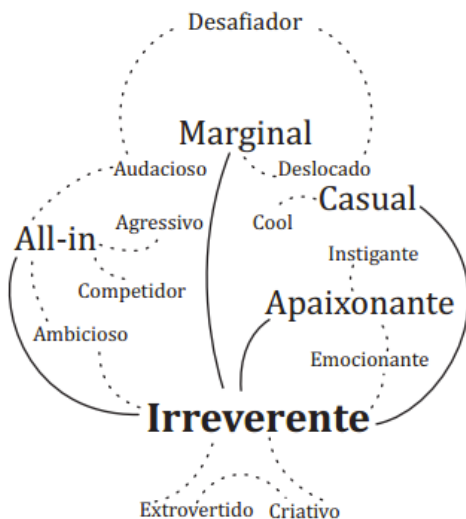 Desafiador
Marginal
Audacioso
Deslocado
Casual
Agressivo
Cool
All-in
Instigante
Competidor
Apaixonante
Ambicioso
Emocionante
Irreverente
Extrovertido
Criativo